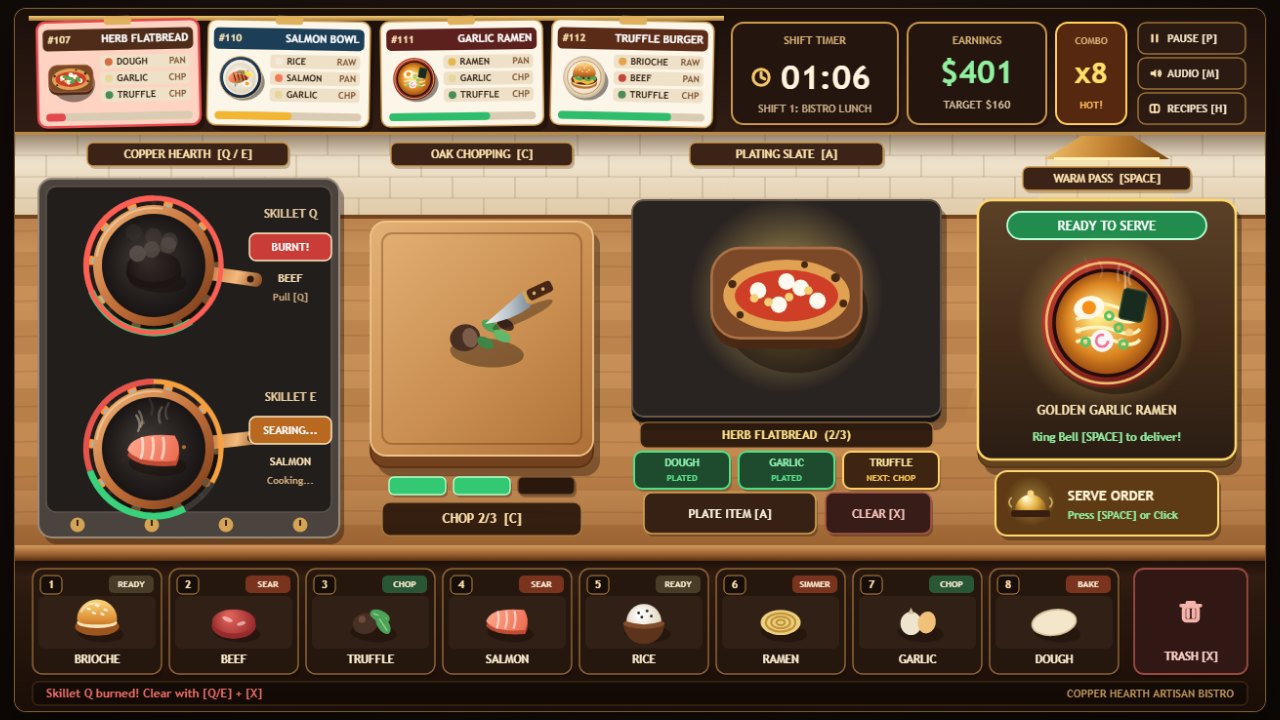 #107 HERB FLATBREAD
DOUGH PAN
GARLIC CHP
TRUFFLE CHP
#110 SALMON BOWL
RICE RAW
SALMON PAN
GARLIC CHP
#111 GARLIC RAMEN
RAMEN PAN
GARLIC CHP
TRUFFLE CHP
#112 TRUFFLE BURGER
BRIOCHE RAW
BEEF PAN
TRUFFLE CHP
SHIFT TIMER
01:06
SHIFT 1: BISTRO LUNCH
EARNINGS
$401
TARGET $160
COMBO
x8
HOT!
PAUSE [P]
AUDIO [M]
RECIPES [H]
COPPER HEARTH [Q / E]
OAK CHOPPING [C]
PLATING SLATE [A]
WARM PASS [SPACE]
SKILLET Q
BURNT!
BEEF
Pull [Q]
SKILLET E
SEARING...
SALMON
Cooking...
CHOP 2/3 [C]
HERB FLATBREAD (2/3)
DOUGH
PLATED
GARLIC
PLATED
TRUFFLE
NEXT: CHOP
PLATE ITEM [A]
CLEAR [X]
READY TO SERVE
GOLDEN GARLIC RAMEN
Ring Bell [SPACE] to deliver!
SERVE ORDER
Press [SPACE] or Click
1 READY
BRIOCHE
2 SEAR
BEEF
3 CHOP
TRUFFLE
4 SEAR
SALMON
5 READY
RICE
6 SIMMER
RAMEN
7 CHOP
GARLIC
8 BAKE
DOUGH
TRASH [X]
Skillet Q burned! Clear with [Q/E] + [X]
COPPER HEARTH ARTISAN BISTRO